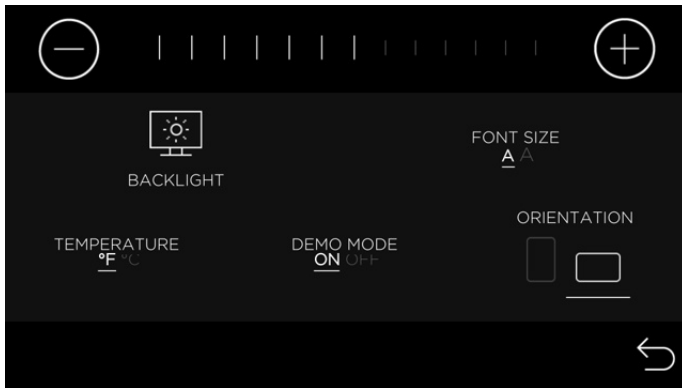 BACKLIGHT
FONT SIZE
A A
ORIENTATION
TEMPERATURE
°F °C
DEMO MODE
ON OFF